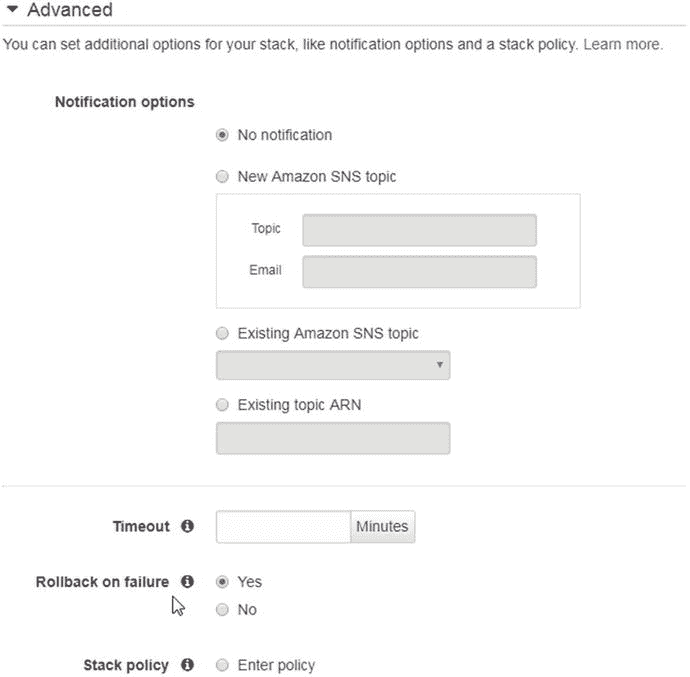 Advanced
You can set additional options for your stack, like notification options and a stack policy. Learn more.
Notification options
No notification
New Amazon SNS topic
Topic
Email
Existing Amazon SNS topic
Existing topic ARN
Timeout
Minutes
Rollback on failure
Yes
No
Stack policy
Enter policy